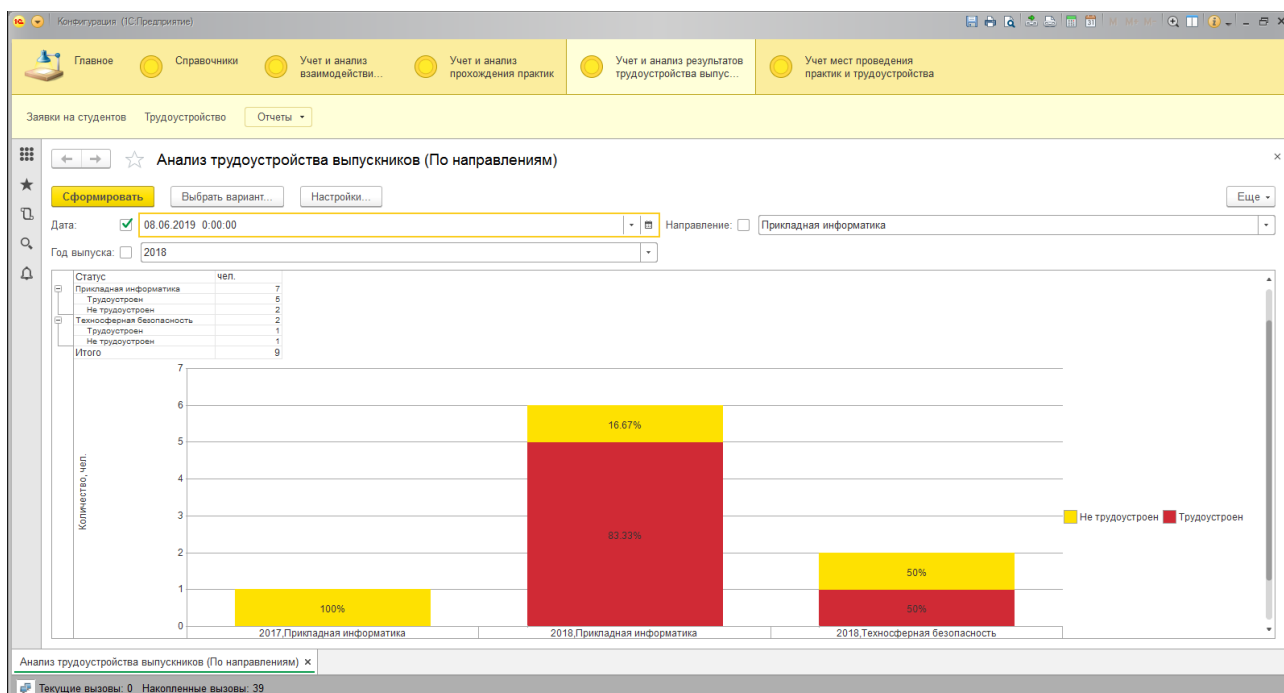 Конфигурация (1С:Предприятие)
M M+ M-
Главное
Справочники
Учет и анализ
взаимодействи...
Учет и анализ
прохождения практик
Учет и анализ результатов
трудоустройства выпус...
Учет мест проведения
практик и трудоустройства
Заявки на студентов Трудоустройство Отчеты
Анализ трудоустройства выпускников (По направлениям)
Сформировать Выбрать вариант... Настройки... Еще
Дата: 08.06.2019 0:00:00 Направление: Прикладная информатика
Год выпуска: 2018
Статус чел.
Прикладная информатика 7
Трудоустроен 5
Не трудоустроен 2
Техносферная безопасность 2
Трудоустроен 1
Не трудоустроен 1
Итого 9
Количество, чел.
7
6
5
4
3
2
1
0
16.67%
83.33%
100%
50%
50%
Не трудоустроен Трудоустроен
2017,Прикладная информатика 2018,Прикладная информатика 2018,Техносферная безопасность
Анализ трудоустройства выпускников (По направлениям) ×
Текущие вызовы: 0 Накопленные вызовы: 39